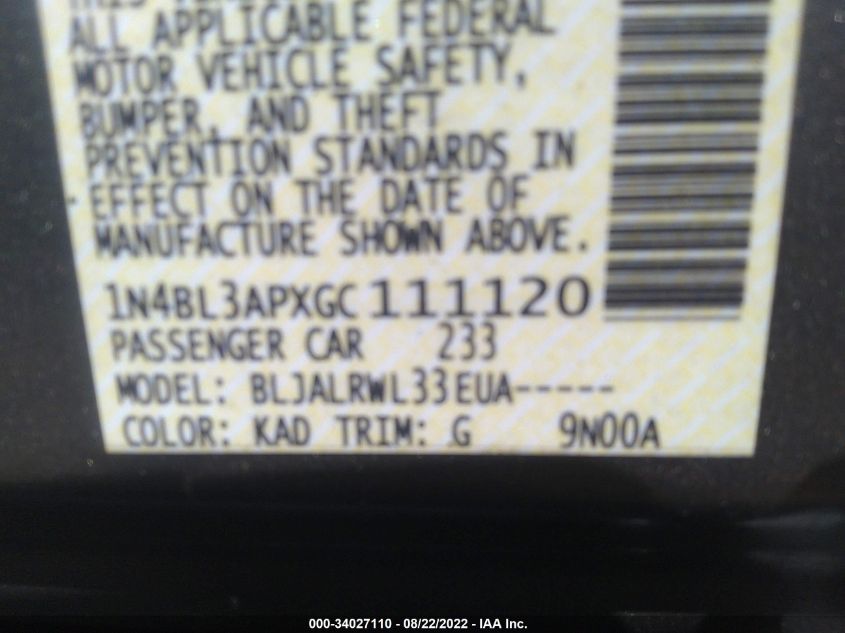 THIS
ALL APPLICABLE FEDERAL
MOTOR VEHICLE SAFETY,
BUMPER, AND THEFT
PREVENTION STANDARDS IN
EFFECT ON THE DATE OF
MANUFACTURE SHOWN ABOVE.
1N4BL3APXGC111120
PASSENGER CAR 233
MODEL: BLJALRWL33EUA-----
COLOR: KAD TRIM: G 9N00A
000-34027110 - 08/22/2022 - IAA Inc.